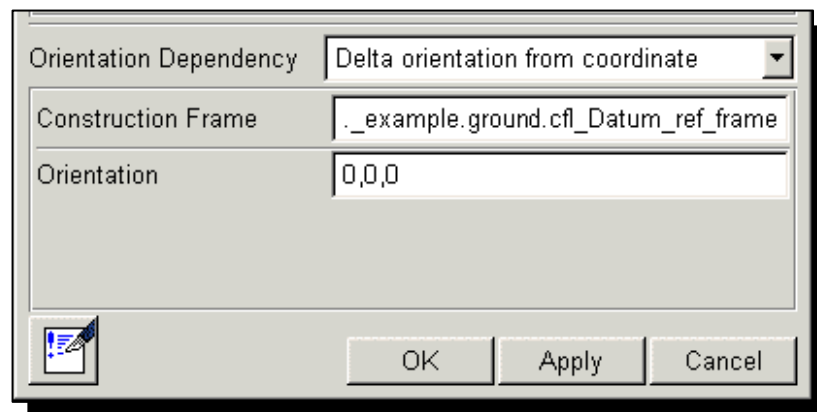 Orientation Dependency Delta orientation from coordinate
Construction Frame ._example.ground.cfl_Datum_ref_frame
Orientation 0,0,0
OK Apply Cancel